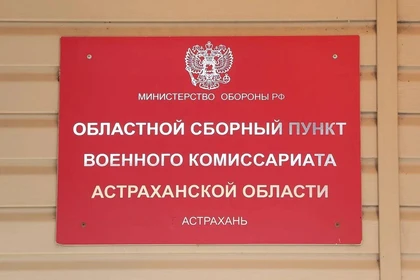 МИНИСТЕРСТВО ОБОРОНЫ РФ
ОБЛАСТНОЙ СБОРНЫЙ ПУНКТ
ВОЕННОГО КОМИССАРИАТА
АСТРАХАНСКОЙ ОБЛАСТИ
АСТРАХАНЬ